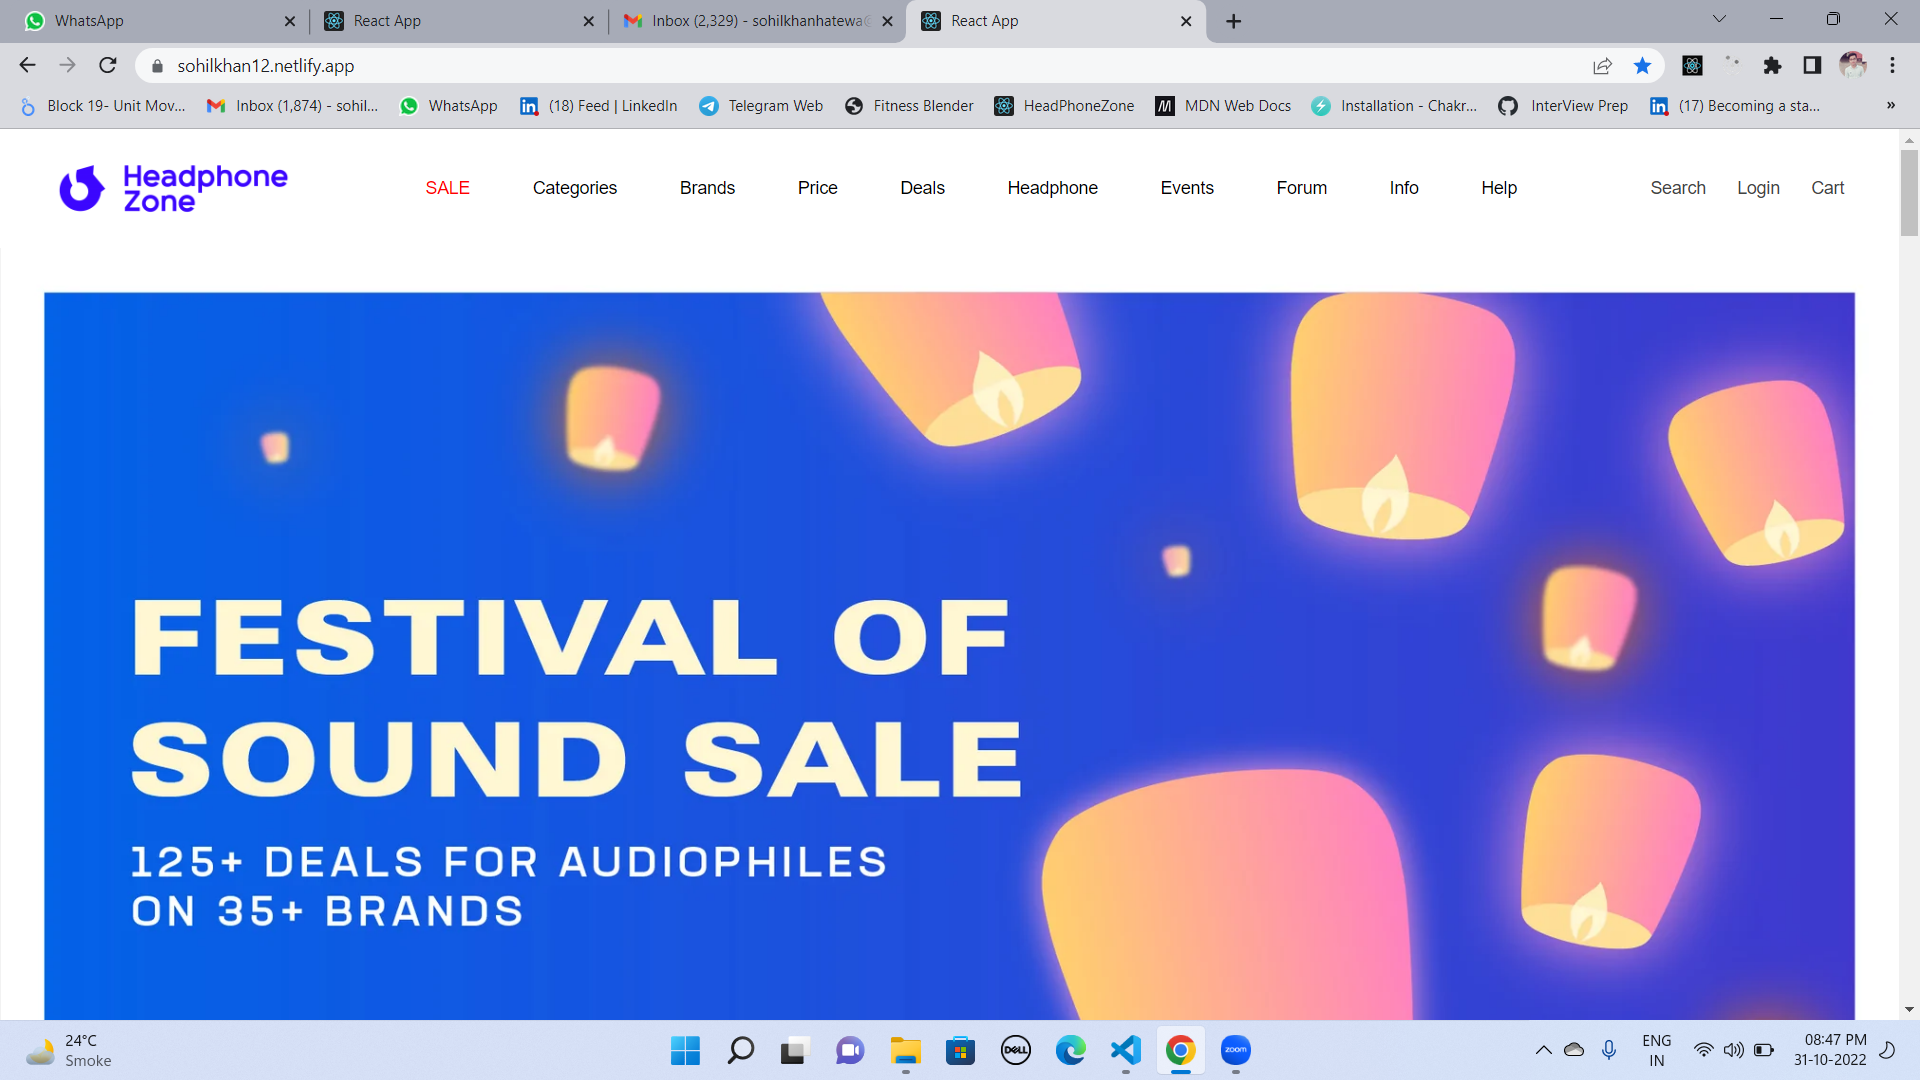 WhatsApp
React App
Inbox (2,329) - sohilkhanhatewa@
React App
sohilkhan12.netlify.app
Block 19- Unit Mov...
Inbox (1,874) - sohil...
WhatsApp
(18) Feed | LinkedIn
Telegram Web
Fitness Blender
HeadPhoneZone
MDN Web Docs
Installation - Chakr...
InterView Prep
(17) Becoming a sta...
»
Headphone
Zone
SALE
Categories
Brands
Price
Deals
Headphone
Events
Forum
Info
Help
Search
Login
Cart
FESTIVAL OF
SOUND SALE
125+ DEALS FOR AUDIOPHILES
ON 35+ BRANDS
24°C
Smoke
DELL
zoom
ENG
IN
08:47 PM
31-10-2022